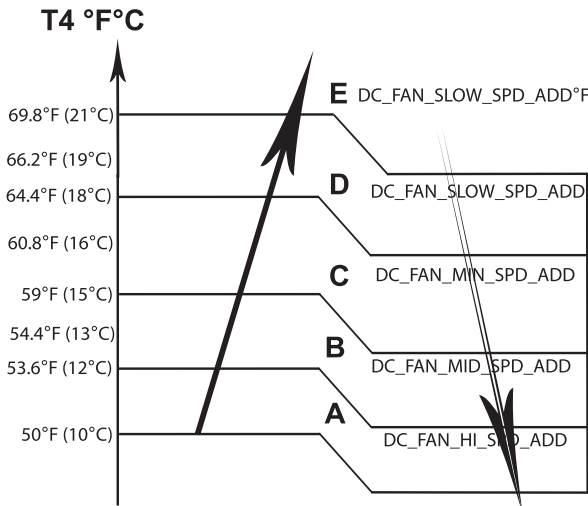 T4 °F°C
E DC_FAN_SLOW_SPD_ADD°F
69.8°F (21°C)
66.2°F (19°C)
D DC_FAN_SLOW_SPD_ADD
64.4°F (18°C)
60.8°F (16°C)
C DC_FAN_MIN_SPD_ADD
59°F (15°C)
54.4°F (13°C)
B
53.6°F (12°C) DC_FAN_MID_SPD_ADD
A
50°F (10°C) DC_FAN_HI_SPD_ADD